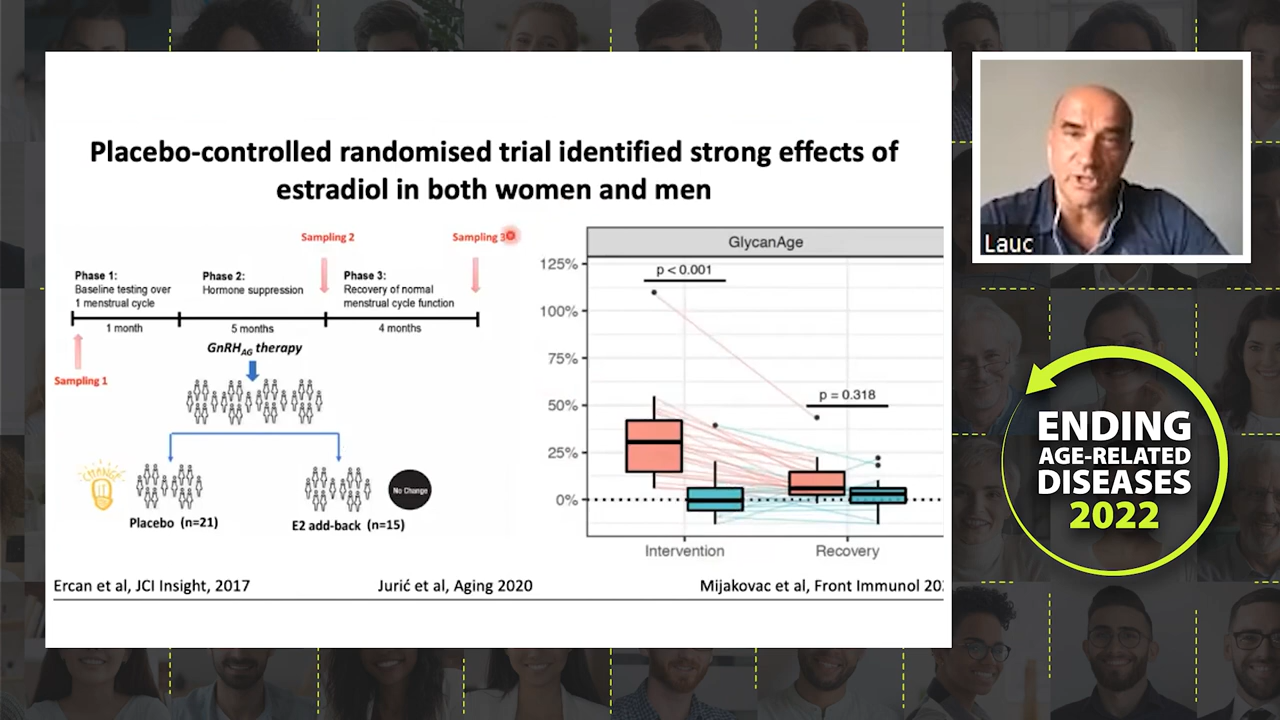 Placebo-controlled randomised trial identified strong effects of
estradiol in both women and men
Sampling 2
Sampling 3
Phase 1:
Baseline testing over
1 menstrual cycle
Phase 2:
Hormone suppression
Phase 3:
Recovery of normal
menstrual cycle function
1 month
5 months
4 months
GnRHAG therapy
Sampling 1
CHANGE
No Change
Placebo (n=21)
E2 add-back (n=15)
GlycanAge
125%
100%
75%
50%
25%
0%
p < 0.001
p = 0.318
Intervention
Recovery
Ercan et al, JCI Insight, 2017
Jurić et al, Aging 2020
Mijakovac et al, Front Immunol 20
Lauc
ENDING
AGE-RELATED
DISEASES
2022